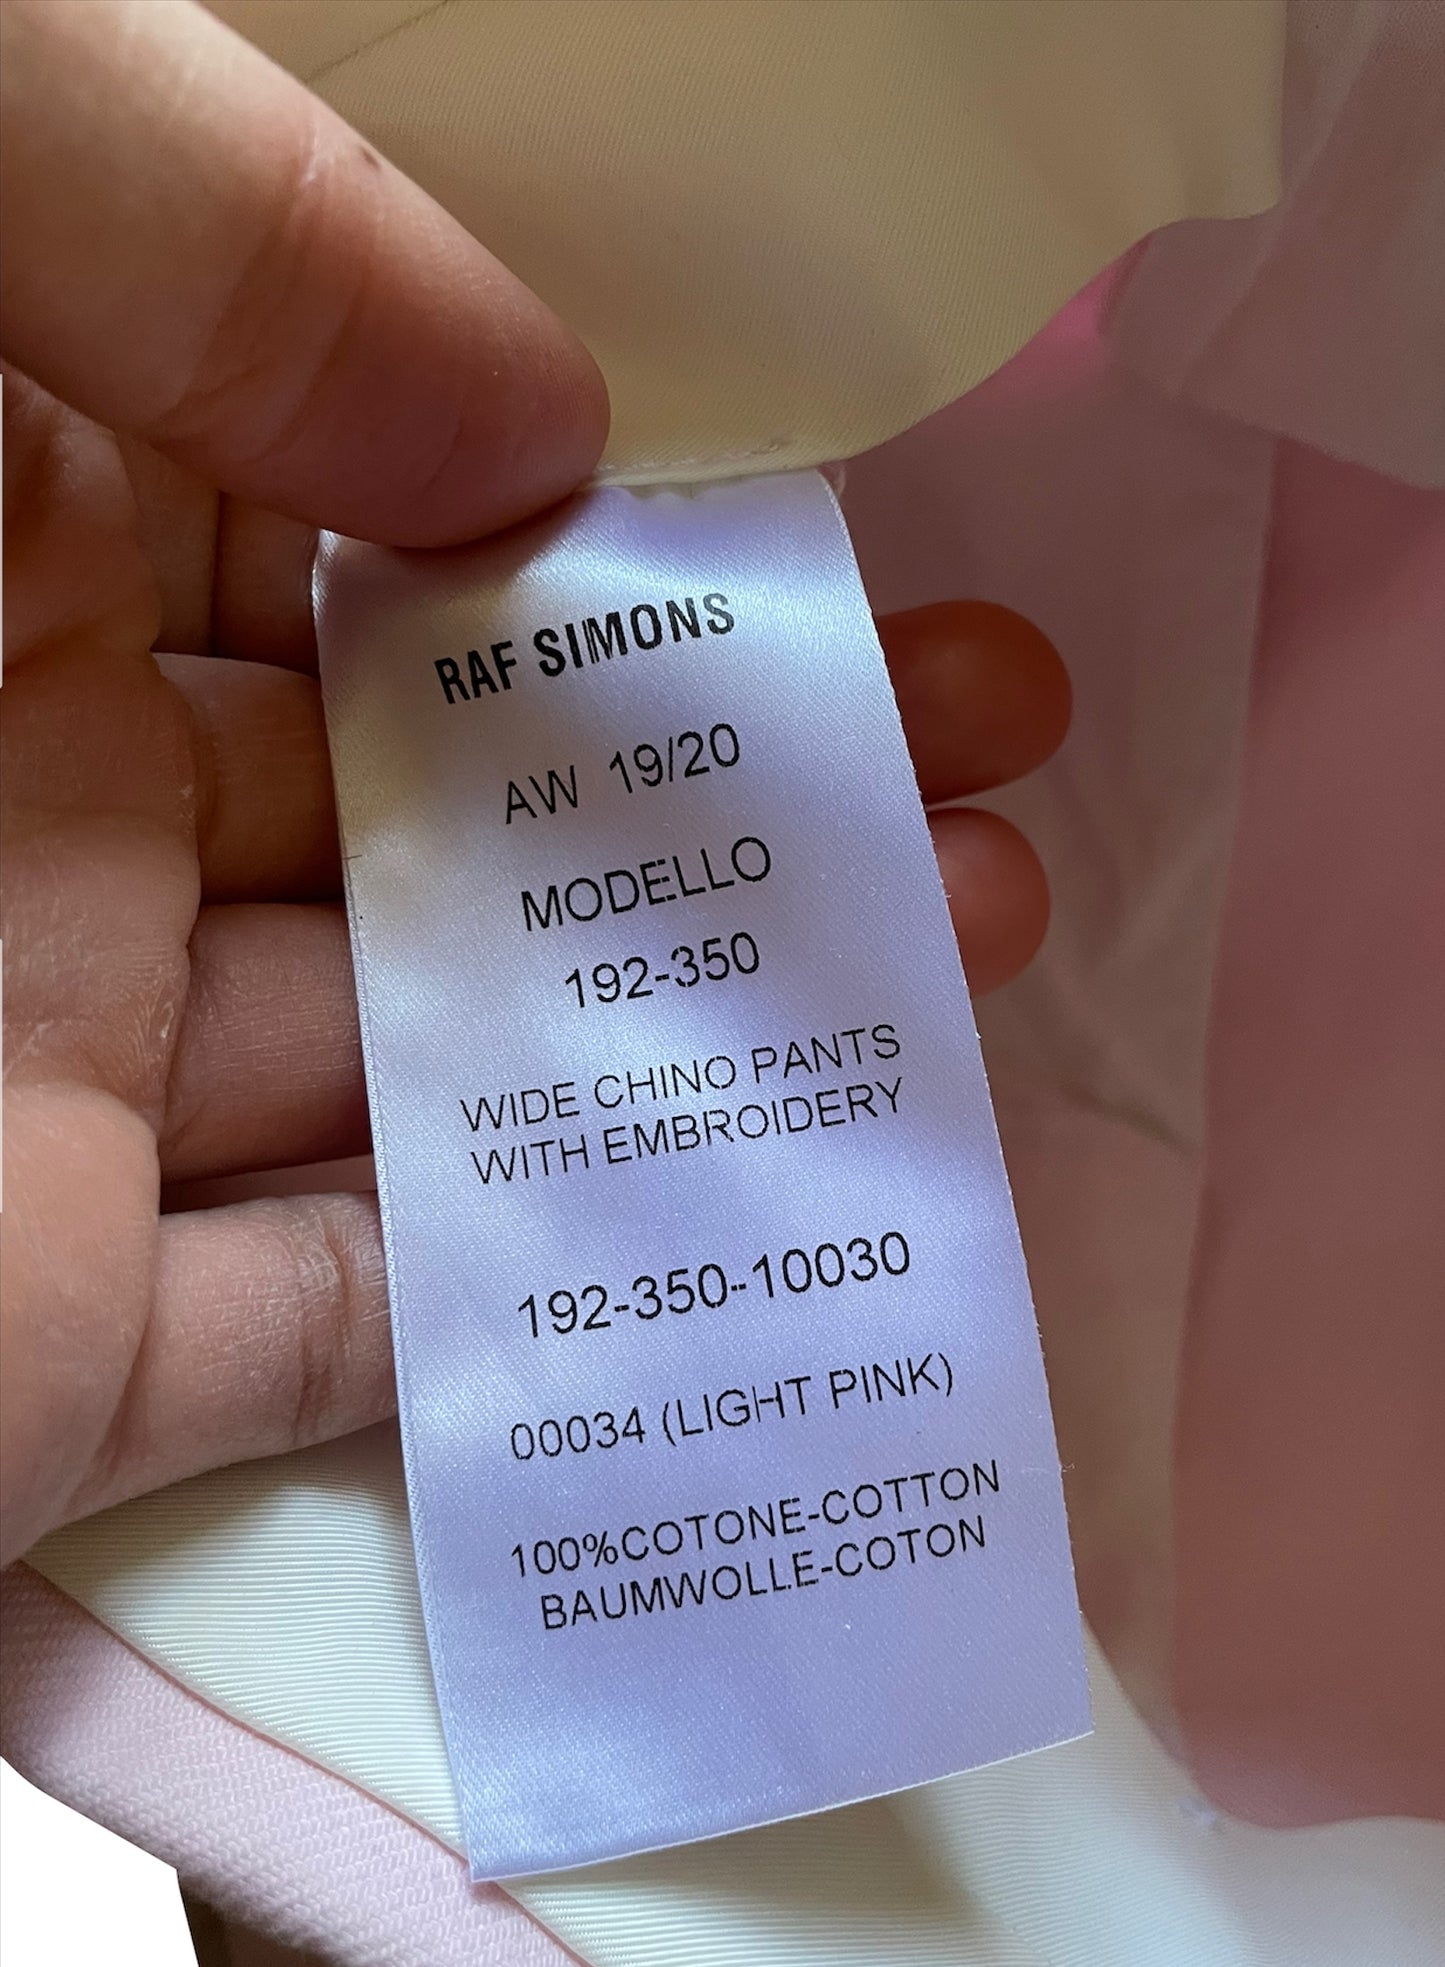 RAF SIMONS
AW 19/20
MODELLO
192-350
WIDE CHINO PANTS
WITH EMBROIDERY
192-350-10030
00034 (LIGHT PINK)
100%COTONE-COTTON
BAUMWOLLE-COTON